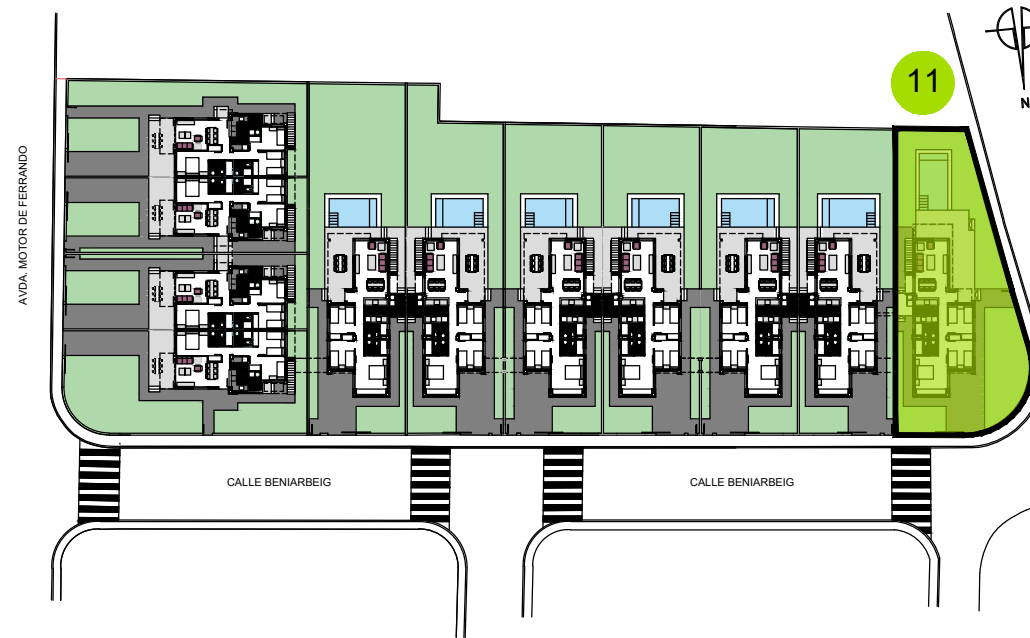 11
N
AVDA. MOTOR DE FERRANDO
CALLE BENIARBEIG
CALLE BENIARBEIG